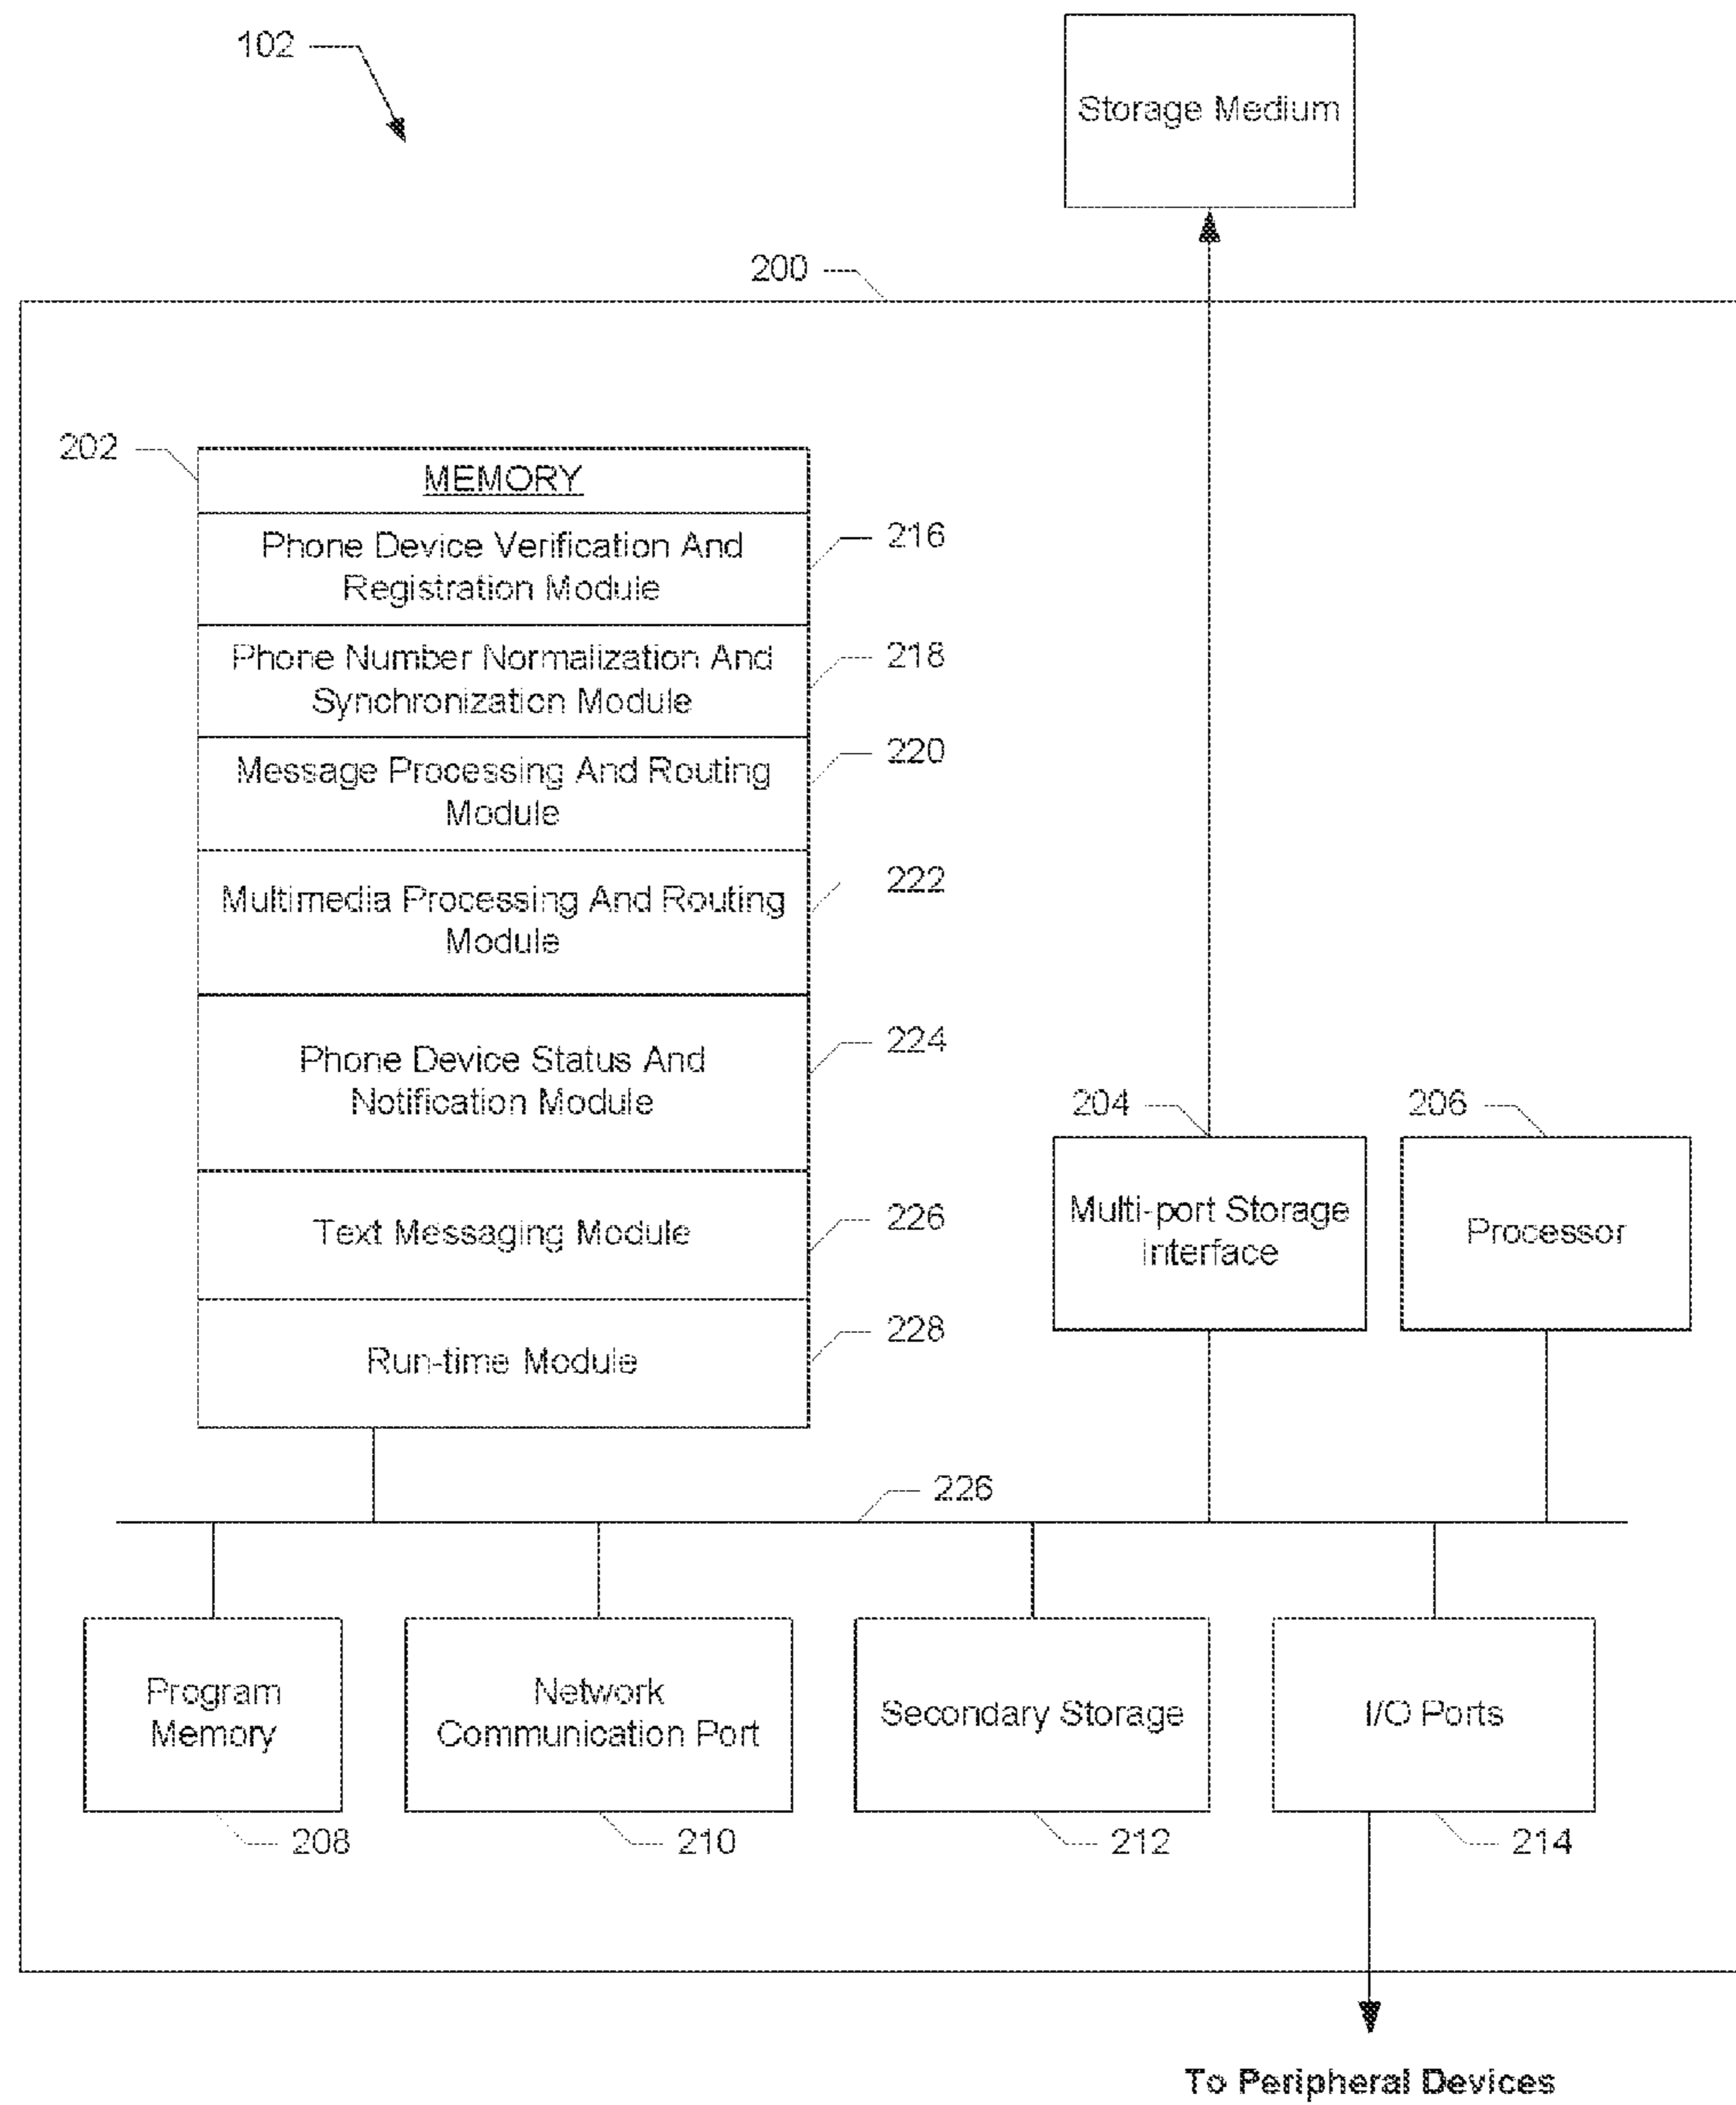 102
Storage Medium
200
202
MEMORY
Phone Device Verification And
Registration Module
216
Phone Number Normalization And
Synchronization Module
218
Message Processing And Routing
Module
220
Multimedia Processing And Routing
Module
222
Phone Device Status And
Notification Module
224
204
206
Text Messaging Module
226
Multi-port Storage
Interface
Processor
Run-time Module
228
226
Program
Memory
Network
Communication Port
Secondary Storage
I/O Ports
208
210
212
214
To Peripheral Devices